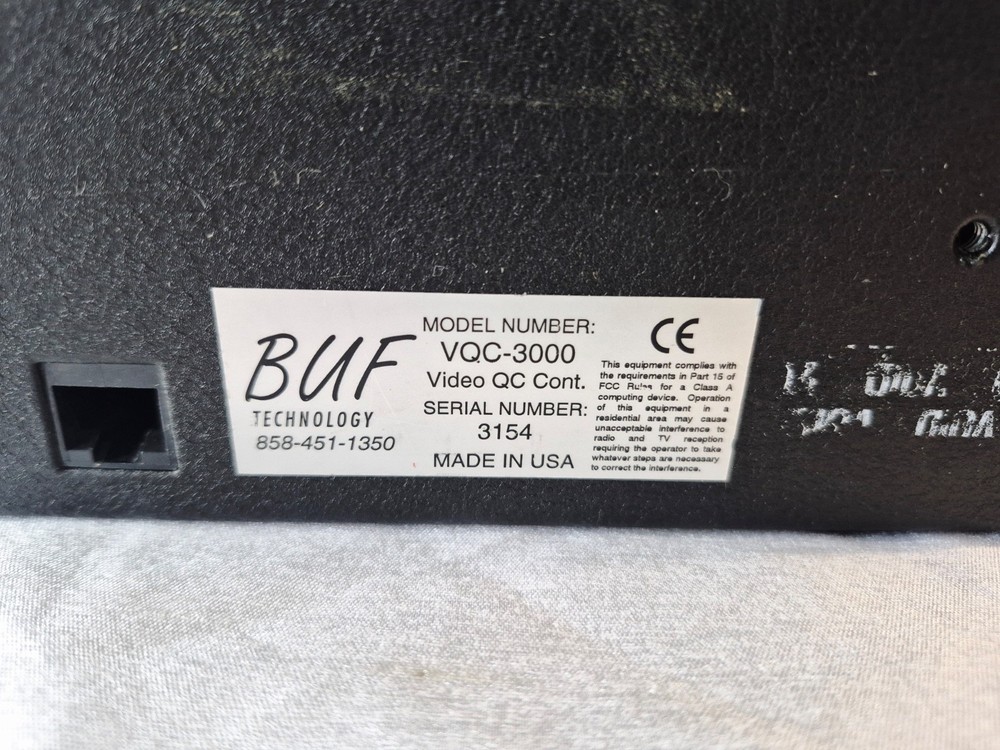 BUF
TECHNOLOGY
858-451-1350
MODEL NUMBER:
VQC-3000
Video QC Cont.
SERIAL NUMBER:
3154
MADE IN USA
CE
This equipment complies with
the requirements in Part 15 of
FCC Rules for a Class A
computing device. Operation
of this equipment in a
residential area may cause
unacceptable interference to
radio and TV reception
requiring the operator to take
whatever steps are necessary
to correct the interference.